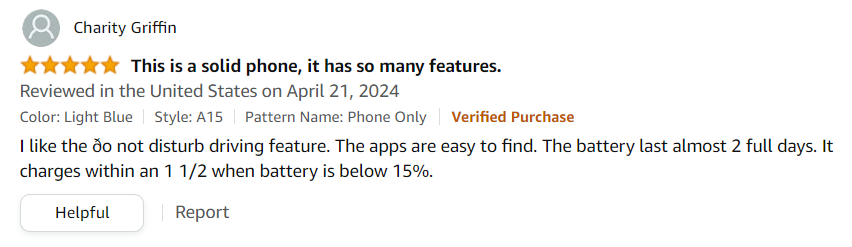 Charity Griffin
This is a solid phone, it has so many features.
Reviewed in the United States on April 21, 2024
Color: Light Blue Style: A15 Pattern Name: Phone Only Verified Purchase
I like the ðo not disturb driving feature. The apps are easy to find. The battery last almost 2 full days. It
charges within an 1 1/2 when battery is below 15%.
Helpful Report